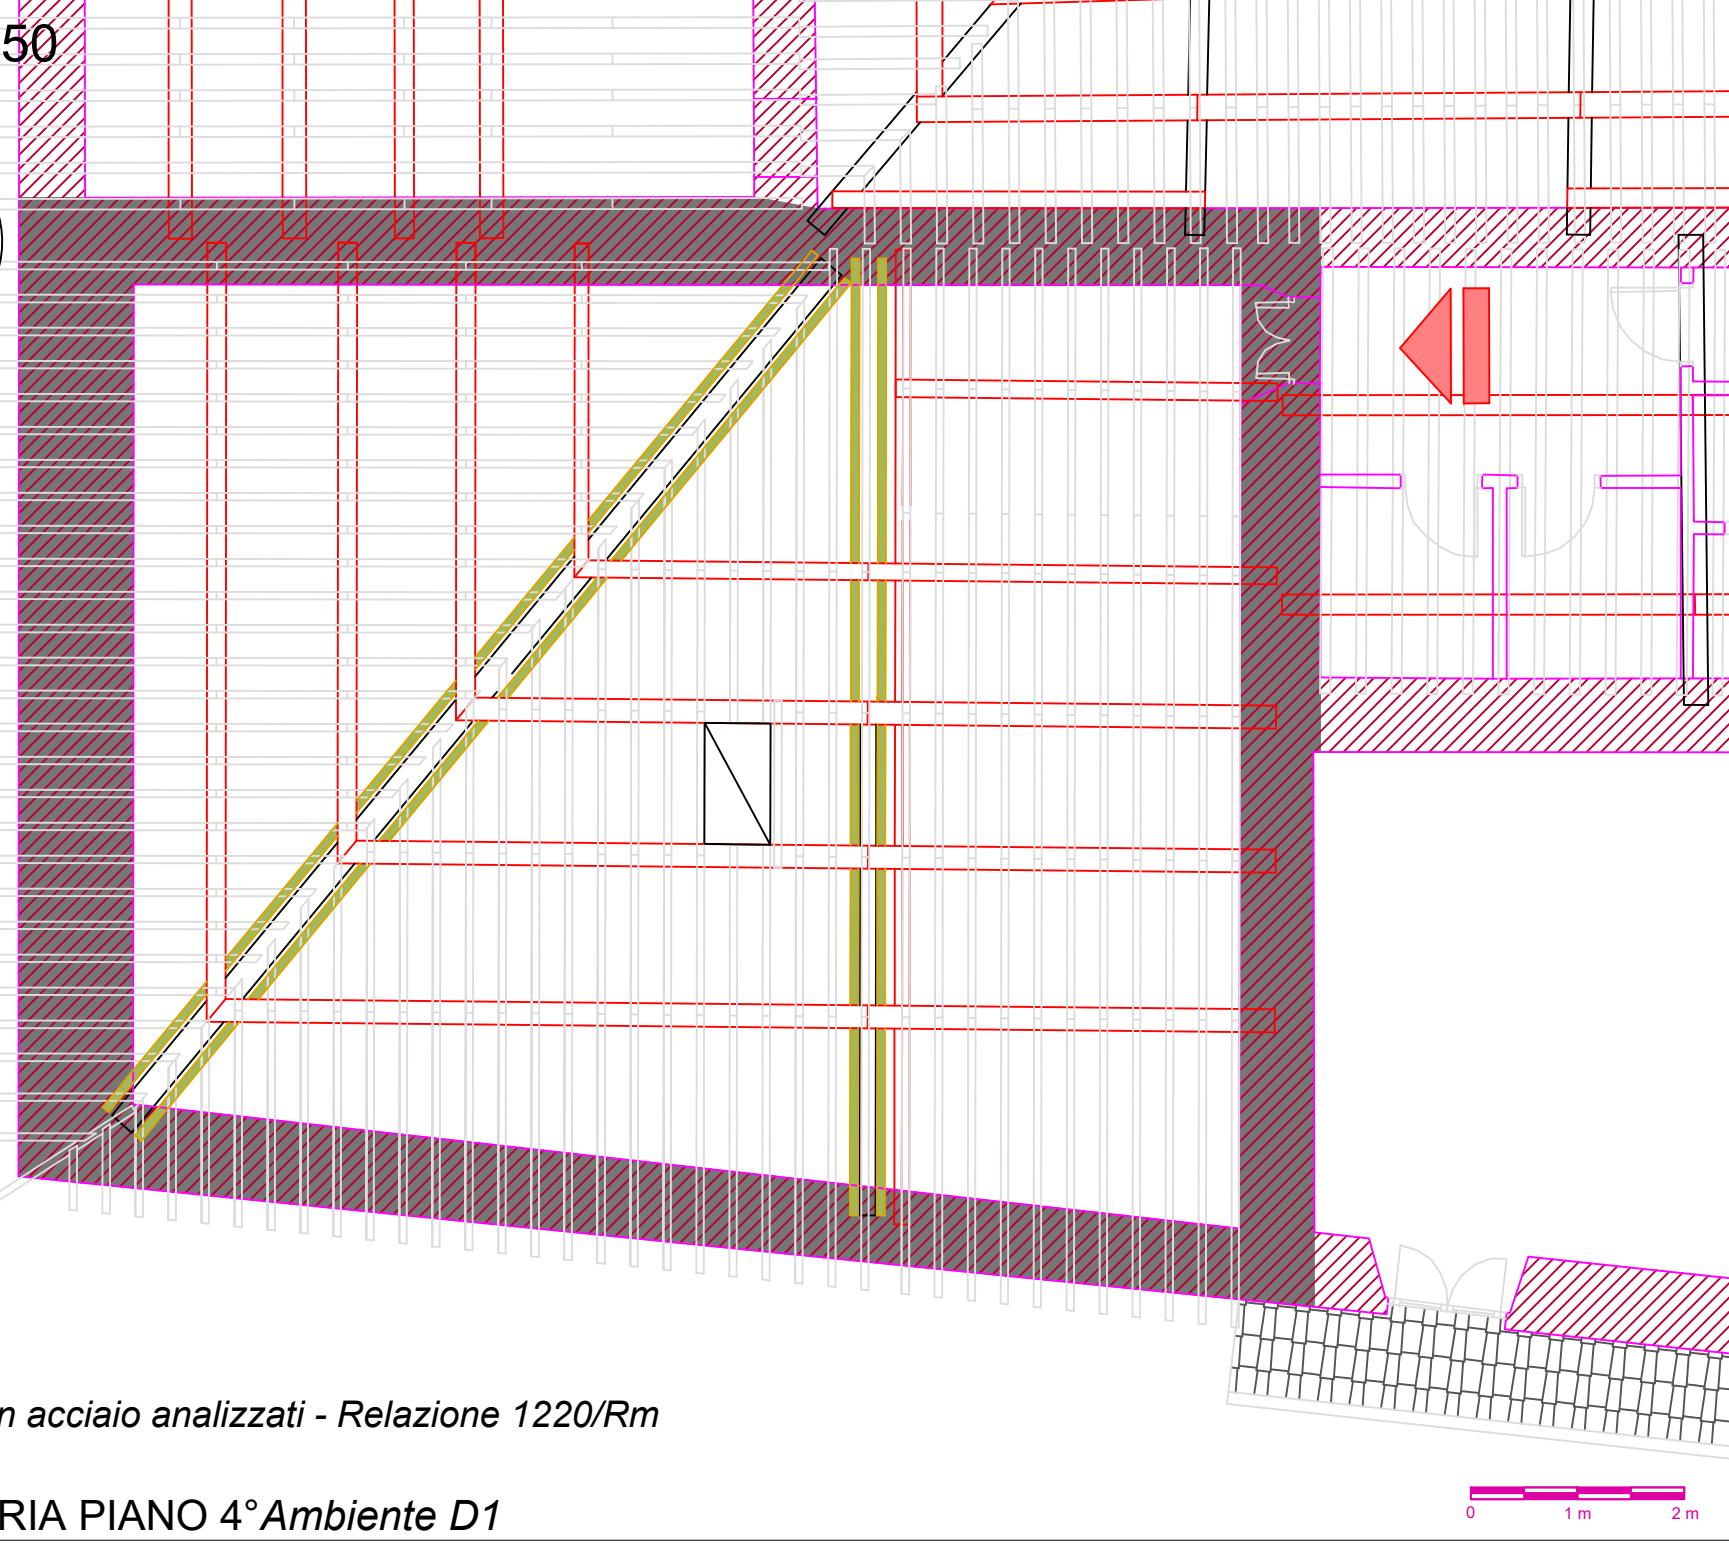 50
n acciaio analizzati - Relazione 1220/Rm
RIA PIANO 4° Ambiente D1
0 1 m 2 m